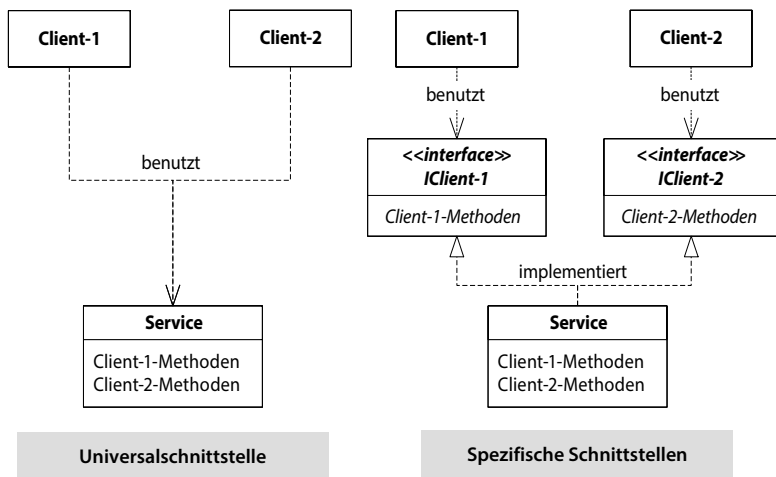 Client-1
Client-2
benutzt
Service
Client-1-Methoden
Client-2-Methoden
Universalschnittstelle
Client-1
Client-2
benutzt
benutzt
<<interface>>
IClient-1
Client-1-Methoden
<<interface>>
IClient-2
Client-2-Methoden
implementiert
Service
Client-1-Methoden
Client-2-Methoden
Spezifische Schnittstellen